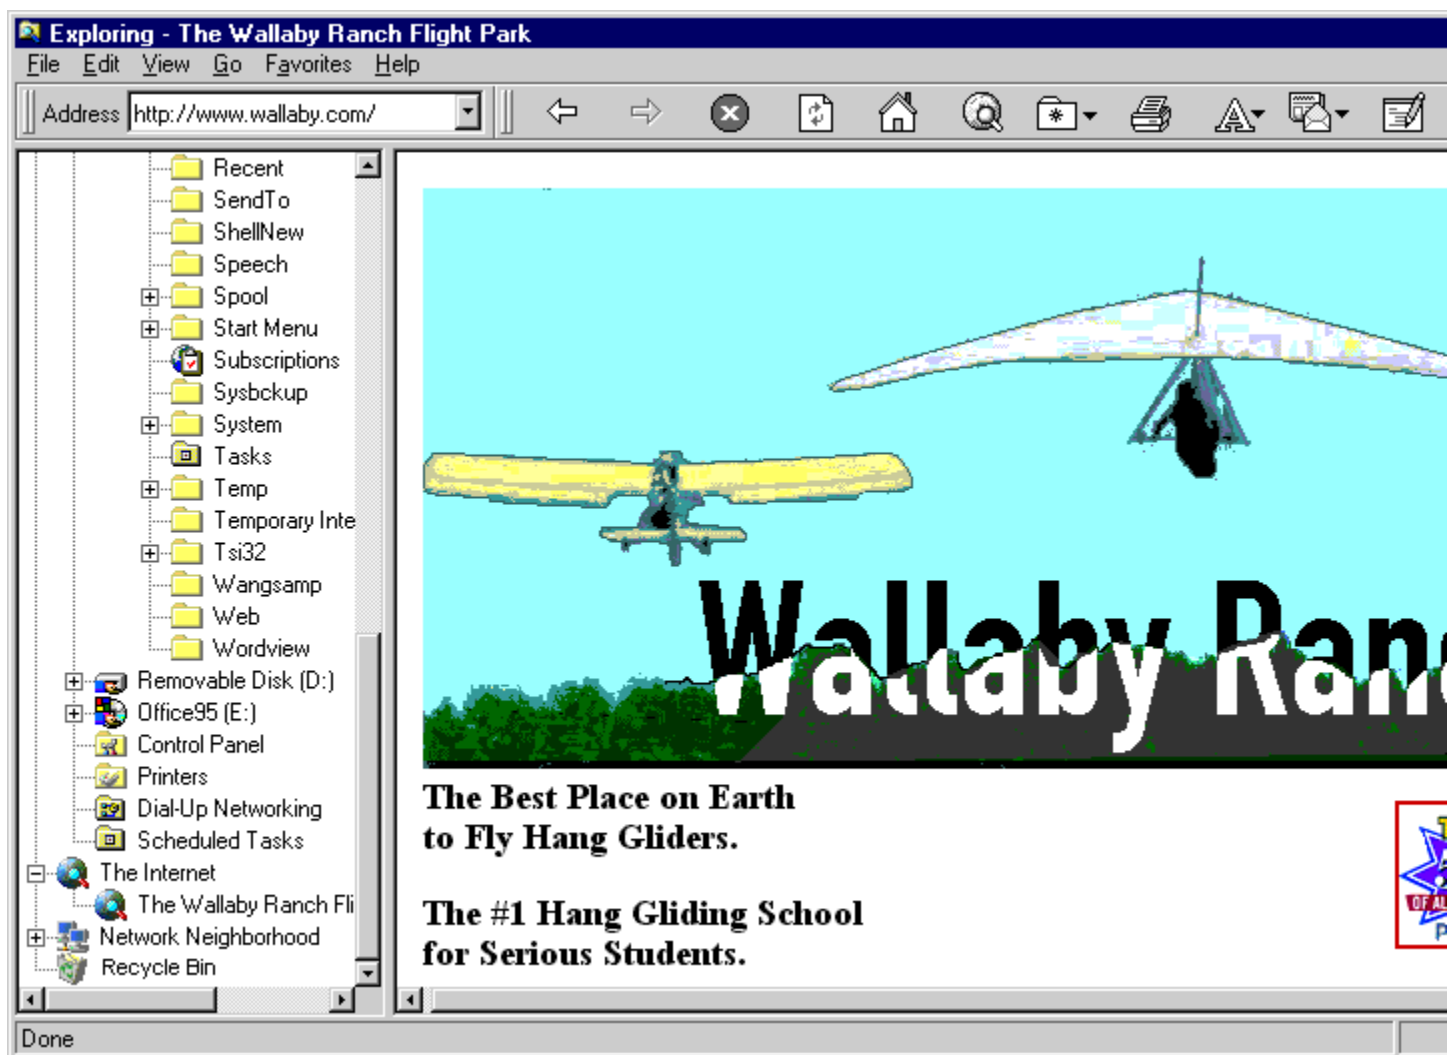 Exploring - The Wallaby Ranch Flight Park
File Edit View Go Favorites Help
Address http://www.wallaby.com/
Recent
SendTo
ShellNew
Speech
Spool
Start Menu
Subscriptions
Sysbckup
System
Tasks
Temp
Temporary Inte
Tsi32
Wangsamp
Web
Wordview
Removable Disk (D:)
Office95 (E:)
Control Panel
Printers
Dial-Up Networking
Scheduled Tasks
The Internet
The Wallaby Ranch Fli
Network Neighborhood
Recycle Bin
Wallaby Ranc
The Best Place on Earth
to Fly Hang Gliders.
The #1 Hang Gliding School
for Serious Students.
OF AL
Done